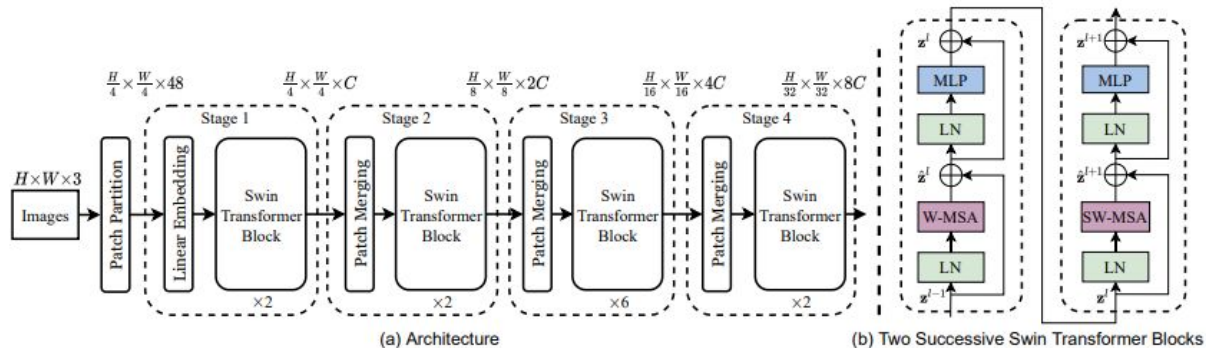 H/4 × W/4 × 48
H/4 × W/4 × C
H/8 × W/8 × 2C
H/16 × W/16 × 4C
H/32 × W/32 × 8C
Stage 1
Stage 2
Stage 3
Stage 4
H×W×3
Images
Patch Partition
Linear Embedding
Swin
Transformer
Block
×2
Patch Merging
Swin
Transformer
Block
×2
Patch Merging
Swin
Transformer
Block
×6
Patch Merging
Swin
Transformer
Block
×2
(a) Architecture
z^l
MLP
LN
ẑ^l
W-MSA
LN
z^{l-1}
z^{l+1}
MLP
LN
ẑ^{l+1}
SW-MSA
LN
z^l
(b) Two Successive Swin Transformer Blocks